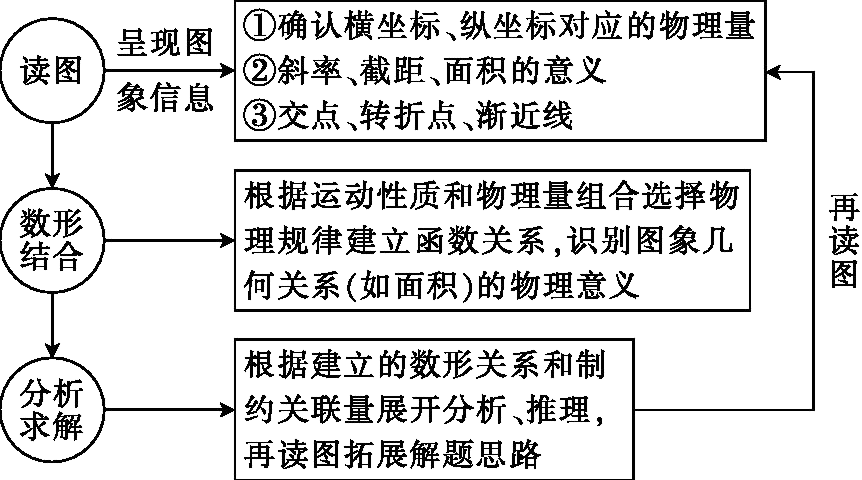 读图
呈现图
象信息
①确认横坐标、纵坐标对应的物理量
②斜率、截距、面积的意义
③交点、转折点、渐近线
数形
结合
根据运动性质和物理量组合选择物
理规律建立函数关系,识别图象几
何关系(如面积)的物理意义
再读图
分析
求解
根据建立的数形关系和制
约关联量展开分析、推理,
再读图拓展解题思路